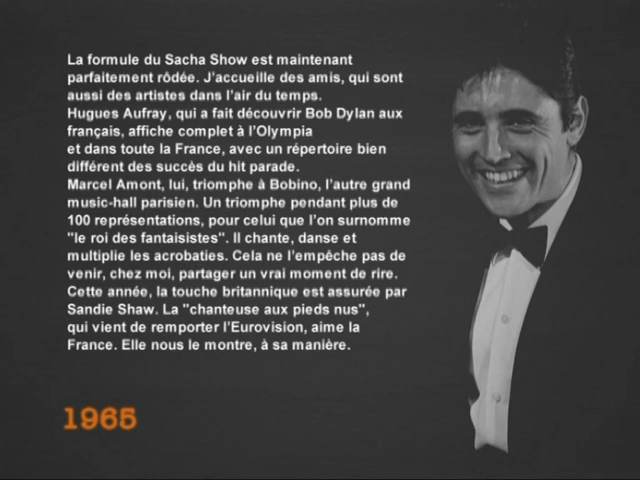 La formule du Sacha Show est maintenant
parfaitement rôdée. J'accueille des amis, qui sont
aussi des artistes dans l'air du temps.
Hugues Aufray, qui a fait découvrir Bob Dylan aux
français, affiche complet à l'Olympia
et dans toute la France, avec un répertoire bien
différent des succès du hit parade.
Marcel Amont, lui, triomphe à Bobino, l'autre grand
music-hall parisien. Un triomphe pendant plus de
100 représentations, pour celui que l'on surnomme
"le roi des fantaisistes". Il chante, danse et
multiplie les acrobaties. Cela ne l'empêche pas de
venir, chez moi, partager un vrai moment de rire.
Cette année, la touche britannique est assurée par
Sandie Shaw. La "chanteuse aux pieds nus",
qui vient de remporter l'Eurovision, aime la
France. Elle nous le montre, à sa manière.
1965